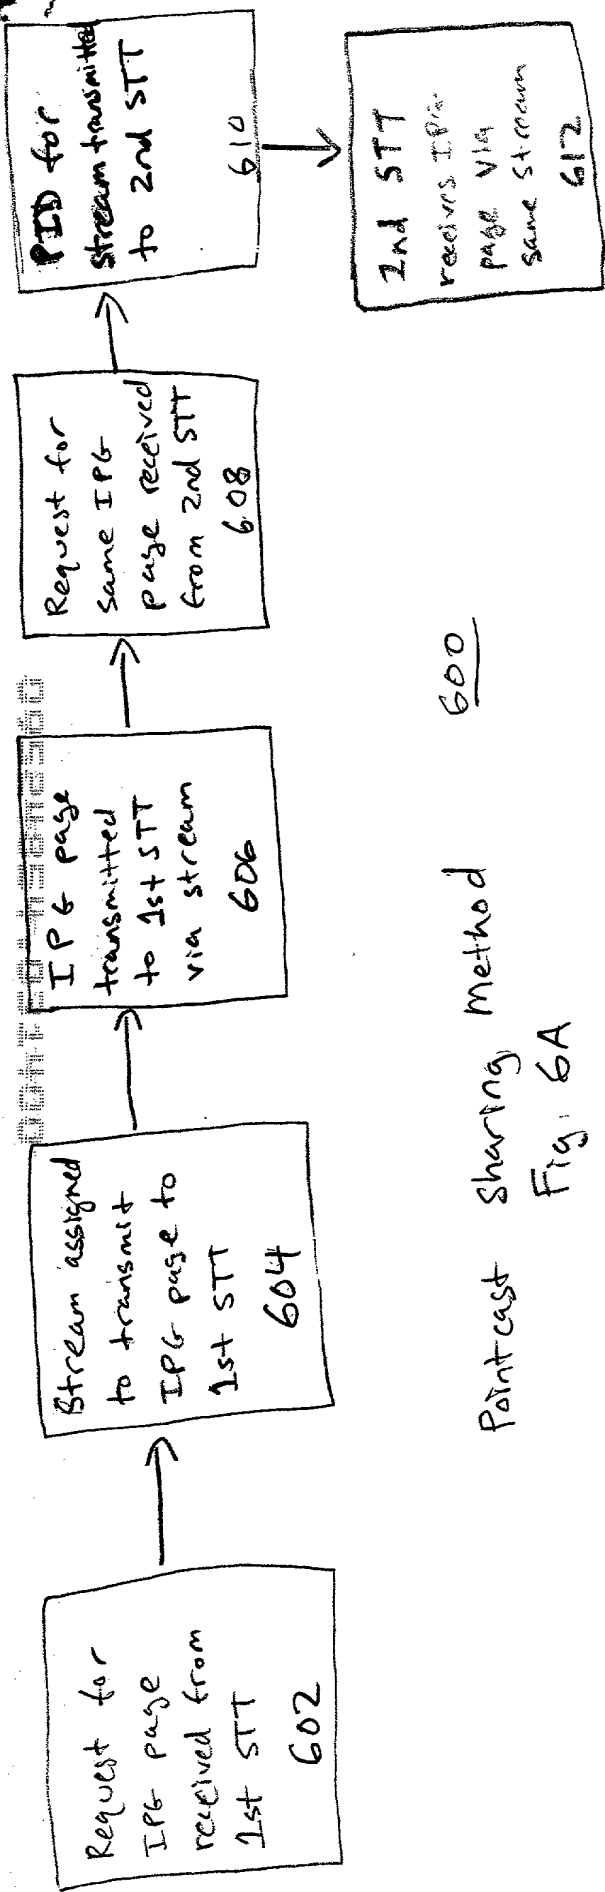 Request for
IPG page
received from
1st STT
602
Stream assigned
to transmit
IPG page to
1st STT
604
IPG page
transmitted
to 1st STT
via stream
606
Request for
same IPG
page received
from 2nd STT
608
PID for
stream transmitted
to 2nd STT
610
2nd STT
receives IPG
page via
same stream
612
600
Pointcast sharing method
Fig. 6A